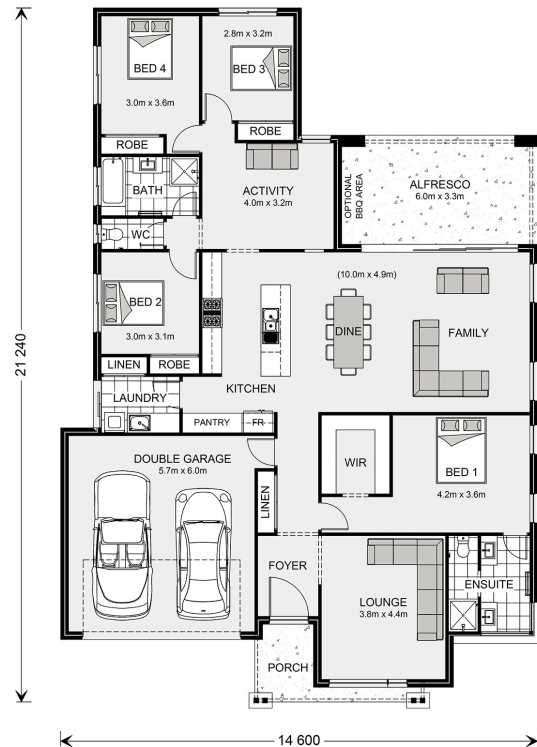 BED 4
3.0m x 3.6m
2.8m x 3.2m
BED 3
ROBE
ROBE
BATH
ACTIVITY
4.0m x 3.2m
OPTIONAL
BBQ AREA
ALFRESCO
6.0m x 3.3m
WC
(10.0m x 4.9m)
BED 2
3.0m x 3.1m
DINE
FAMILY
LINEN
ROBE
KITCHEN
LAUNDRY
PANTRY
FR
DOUBLE GARAGE
5.7m x 6.0m
LINEN
WIR
BED 1
4.2m x 3.6m
FOYER
LOUNGE
3.8m x 4.4m
ENSUITE
PORCH
21 240
14 600